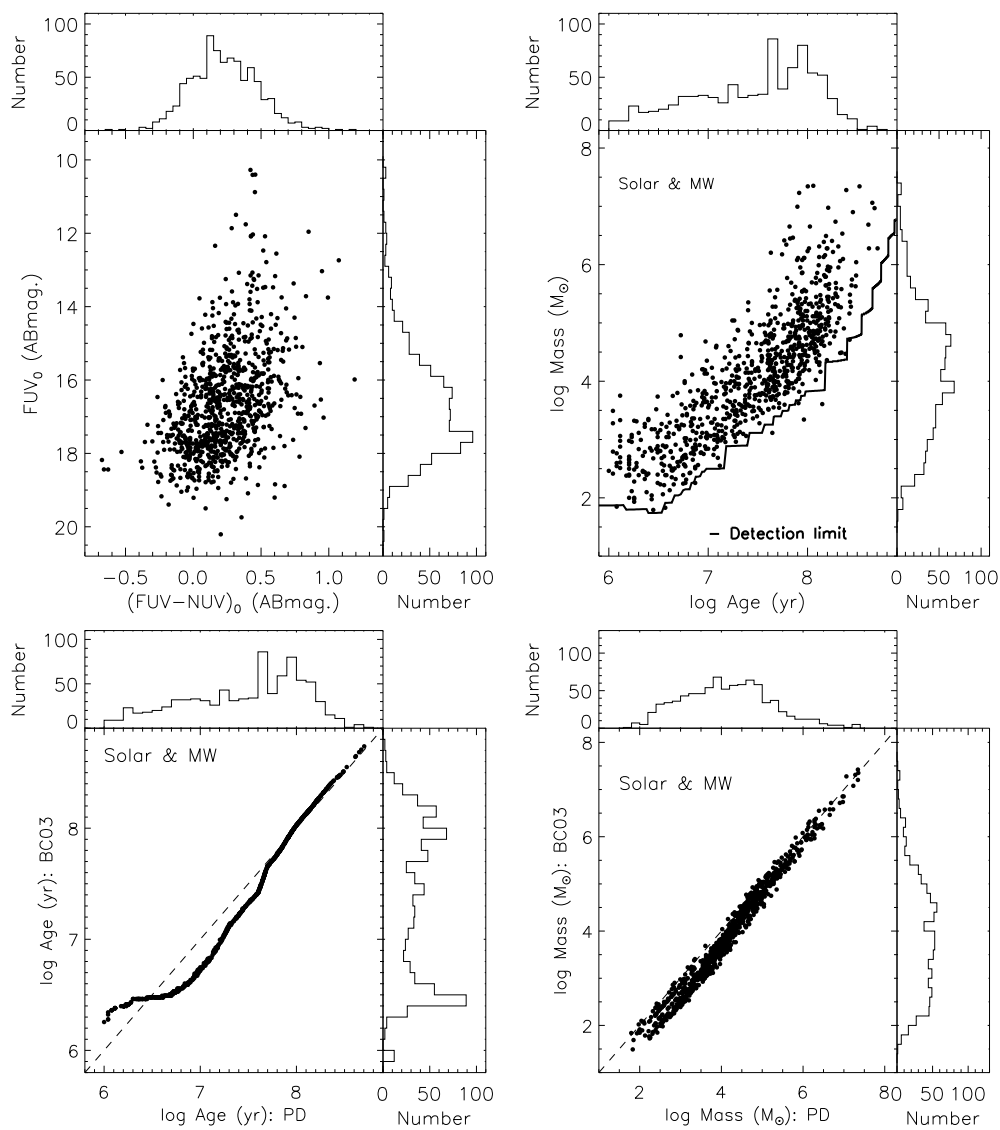 Number
100
50
0
10
12
14
16
18
20
FUV₀ (ABmag.)
−0.5 0.0 0.5 1.0
(FUV−NUV)₀ (ABmag.)
0 50 100
Number
Number
100
50
0
8
6
4
2
log Mass (M⊙)
Solar & MW
– Detection limit
6 7 8
log Age (yr)
0 50 100
Number
Number
100
50
0
Solar & MW
8
7
6
log Age (yr): BC03
6 7 8
log Age (yr): PD
0 50 100
Number
Number
100
50
0
Solar & MW
8
6
4
2
log Mass (M⊙): BC03
2 4 6 8
log Mass (M⊙): PD
0 50 100
Number